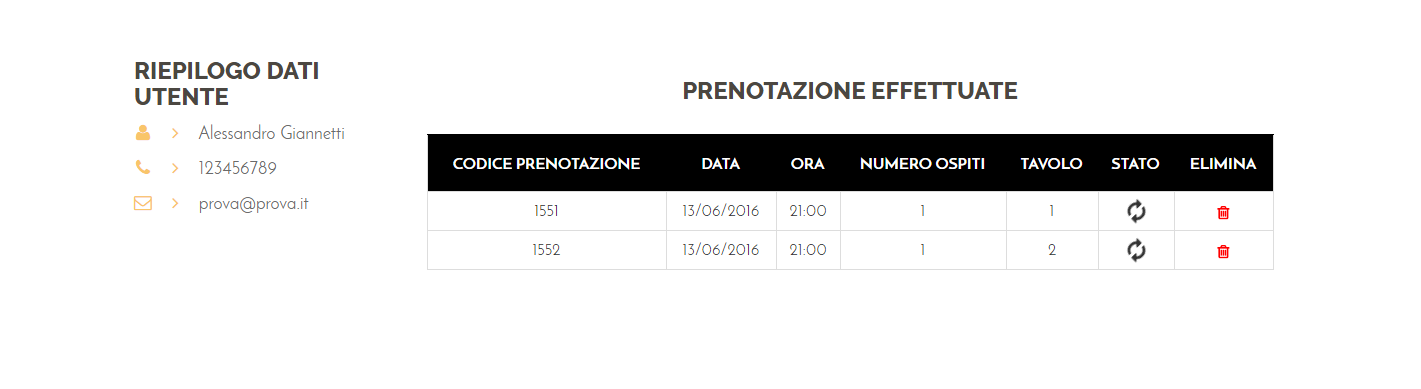 RIEPILOGO DATI
UTENTE
Alessandro Giannetti
123456789
prova@prova.it
PRENOTAZIONE EFFETTUATE
CODICE PRENOTAZIONE DATA ORA NUMERO OSPITI TAVOLO STATO ELIMINA
1551 13/06/2016 21:00 1 1
1552 13/06/2016 21:00 1 2